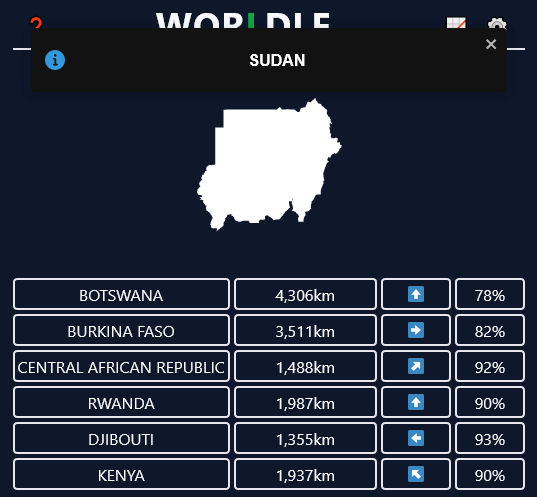 ?
WORLDLE
SUDAN
BOTSWANA 4,306km 78%
BURKINA FASO 3,511km 82%
CENTRAL AFRICAN REPUBLIC 1,488km 92%
RWANDA 1,987km 90%
DJIBOUTI 1,355km 93%
KENYA 1,937km 90%